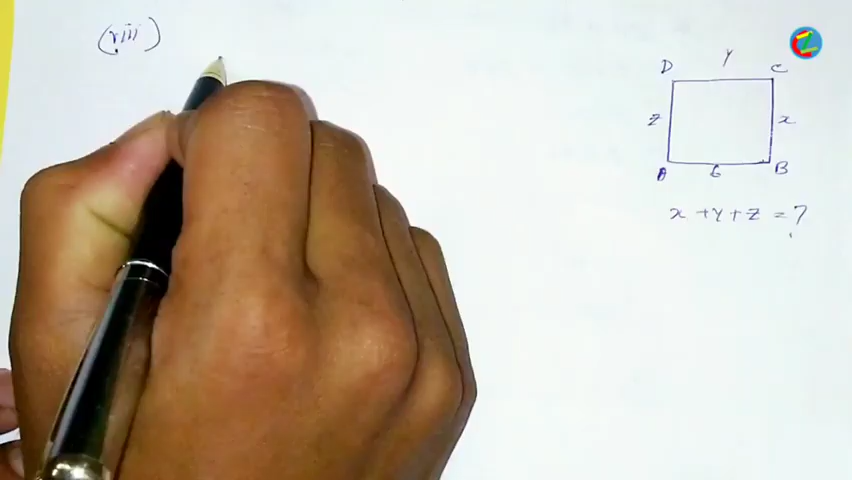 (viii)
D Y C
Z x
A 6 B
x + y + z = ?